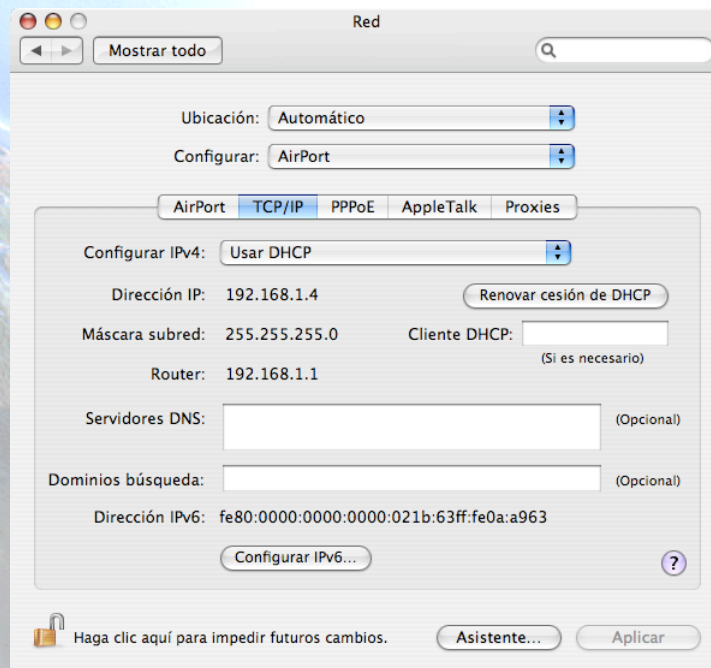 Red
Mostrar todo
Ubicación: Automático
Configurar: AirPort
AirPort TCP/IP PPPoE AppleTalk Proxies
Configurar IPv4: Usar DHCP
Dirección IP: 192.168.1.4 Renovar cesión de DHCP
Máscara subred: 255.255.255.0 Cliente DHCP:
(Si es necesario)
Router: 192.168.1.1
Servidores DNS: (Opcional)
Dominios búsqueda: (Opcional)
Dirección IPv6: fe80:0000:0000:0000:021b:63ff:fe0a:a963
Configurar IPv6... ?
Haga clic aquí para impedir futuros cambios. Asistente... Aplicar